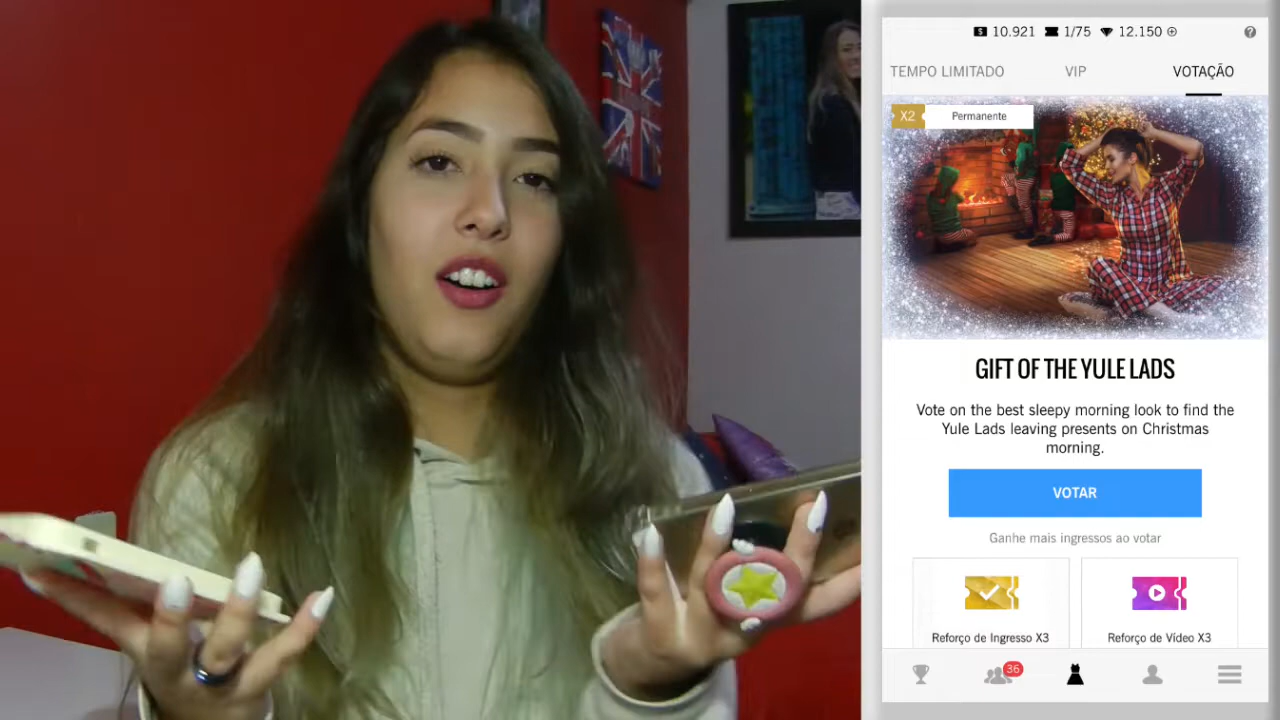 10.921 1/75 12.150
TEMPO LIMITADO VIP VOTAÇÃO
X2 Permanente
GIFT OF THE YULE LADS
Vote on the best sleepy morning look to find the
Yule Lads leaving presents on Christmas
morning.
VOTAR
Ganhe mais ingressos ao votar
Reforço de Ingresso X3 Reforço de Vídeo X3
36